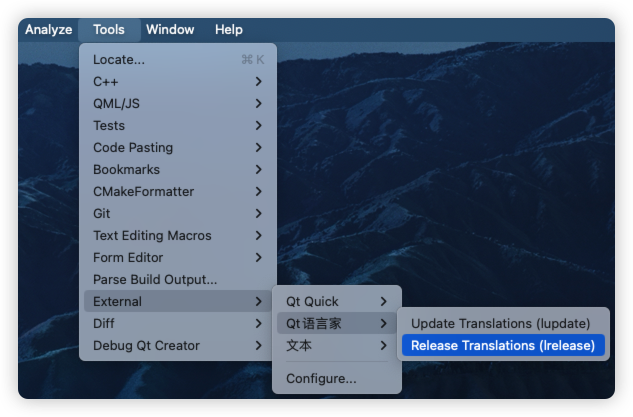 Analyze Tools Window Help
Locate... ⌘ K
C++
QML/JS
Tests
Code Pasting
Bookmarks
CMakeFormatter
Git
Text Editing Macros
Form Editor
Parse Build Output...
External
Diff
Debug Qt Creator
Qt Quick
Qt语言家
文本
Configure...
Update Translations (lupdate)
Release Translations (lrelease)